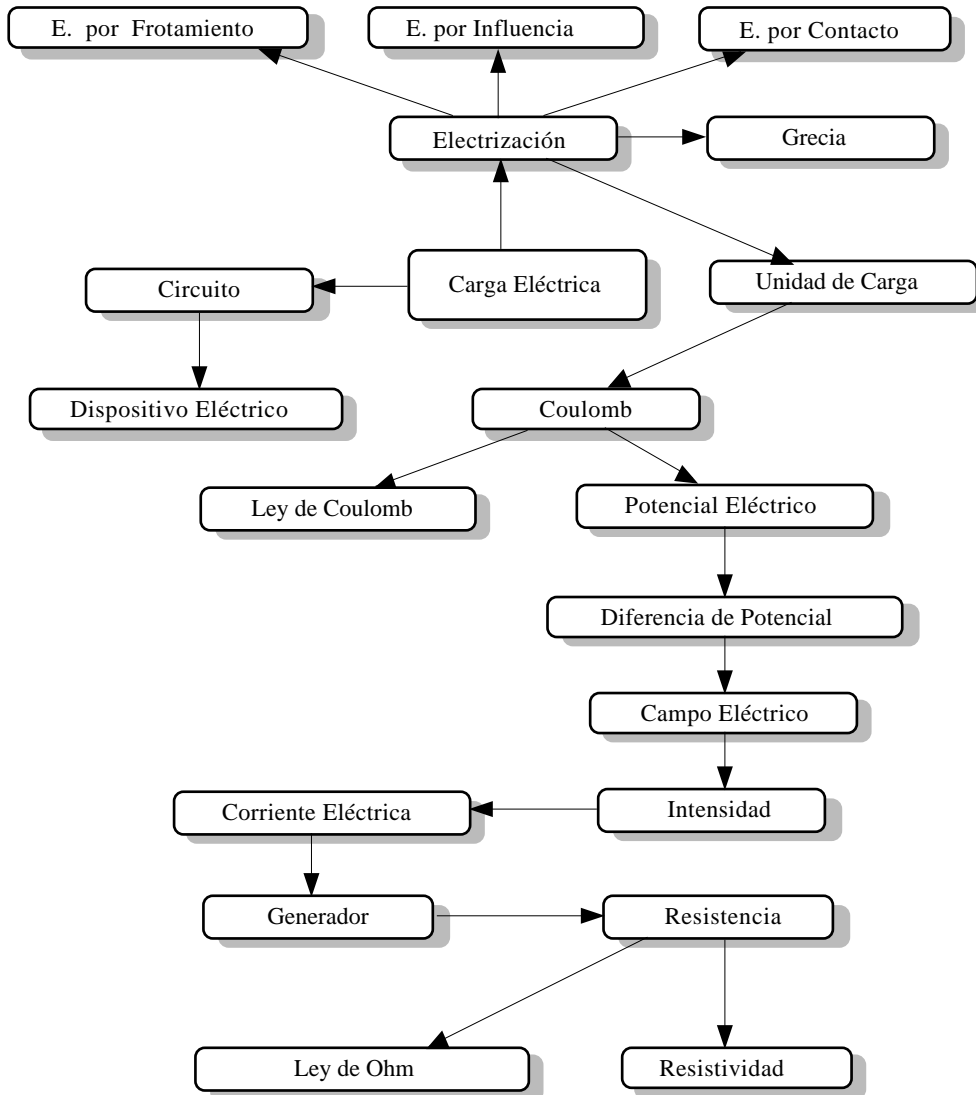 E. por Frotamiento
E. por Influencia
E. por Contacto
Electrización
Grecia
Circuito
Carga Eléctrica
Unidad de Carga
Dispositivo Eléctrico
Coulomb
Ley de Coulomb
Potencial Eléctrico
Diferencia de Potencial
Campo Eléctrico
Corriente Eléctrica
Intensidad
Generador
Resistencia
Ley de Ohm
Resistividad